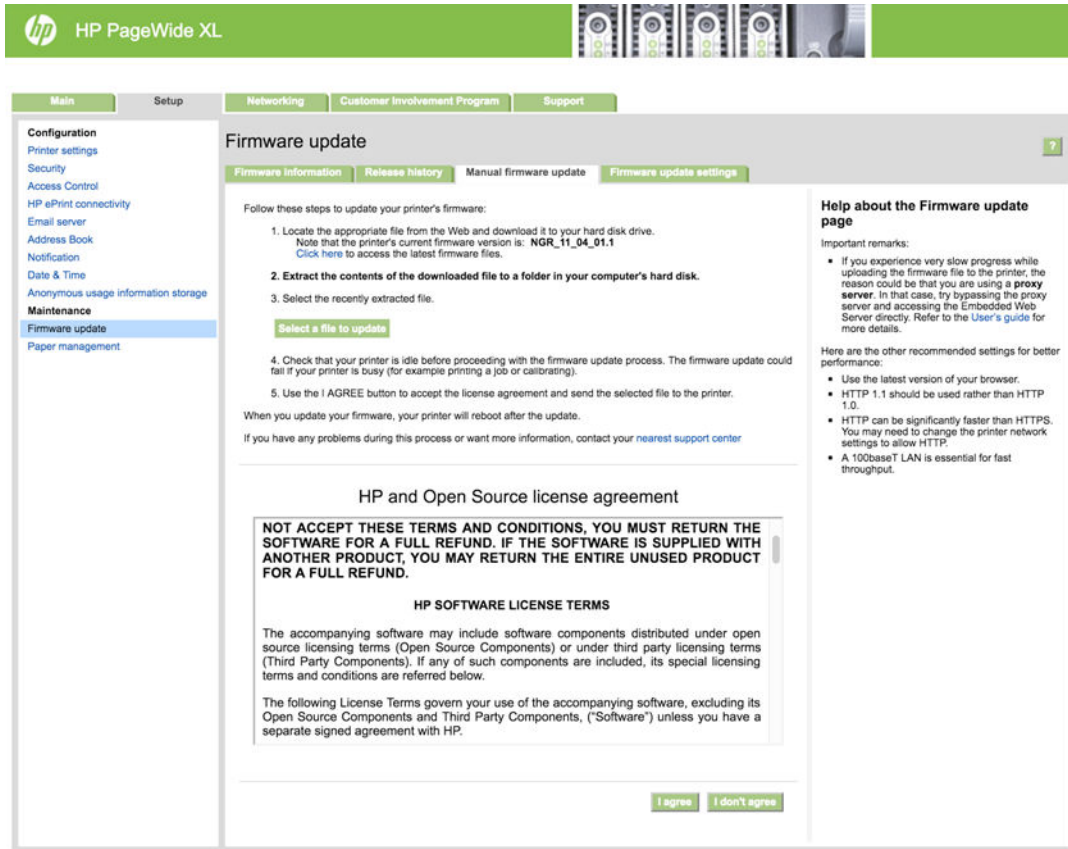 hp HP PageWide XL
Main Setup Networking Customer Involvement Program Support
Configuration
Printer settings
Security
Access Control
HP ePrint connectivity
Email server
Address Book
Notification
Date & Time
Anonymous usage information storage
Maintenance
Firmware update
Paper management
Firmware update
?
Firmware information Release history Manual firmware update Firmware update settings
Follow these steps to update your printer's firmware:
1. Locate the appropriate file from the Web and download it to your hard disk drive.
Note that the printer's current firmware version is: NGR_11_04_01.1
Click here to access the latest firmware files.
2. Extract the contents of the downloaded file to a folder in your computer's hard disk.
3. Select the recently extracted file.
Select a file to update
4. Check that your printer is idle before proceeding with the firmware update process. The firmware update could
fail if your printer is busy (for example printing a job or calibrating).
5. Use the I AGREE button to accept the license agreement and send the selected file to the printer.
When you update your firmware, your printer will reboot after the update.
If you have any problems during this process or want more information, contact your nearest support center
HP and Open Source license agreement
NOT ACCEPT THESE TERMS AND CONDITIONS, YOU MUST RETURN THE
SOFTWARE FOR A FULL REFUND. IF THE SOFTWARE IS SUPPLIED WITH
ANOTHER PRODUCT, YOU MAY RETURN THE ENTIRE UNUSED PRODUCT
FOR A FULL REFUND.
HP SOFTWARE LICENSE TERMS
The accompanying software may include software components distributed under open
source licensing terms (Open Source Components) or under third party licensing terms
(Third Party Components). If any of such components are included, its special licensing
terms and conditions are referred below.
The following License Terms govern your use of the accompanying software, excluding its
Open Source Components and Third Party Components, ("Software") unless you have a
separate signed agreement with HP.
I agree I don't agree
Help about the Firmware update
page
Important remarks:
▪ If you experience very slow progress while
uploading the firmware file to the printer, the
reason could be that you are using a proxy
server. In that case, try bypassing the proxy
server and accessing the Embedded Web
Server directly. Refer to the User's guide for
more details.
Here are the other recommended settings for better
performance:
▪ Use the latest version of your browser.
▪ HTTP 1.1 should be used rather than HTTP
1.0.
▪ HTTP can be significantly faster than HTTPS.
You may need to change the printer network
settings to allow HTTP.
▪ A 100baseT LAN is essential for fast
throughput.